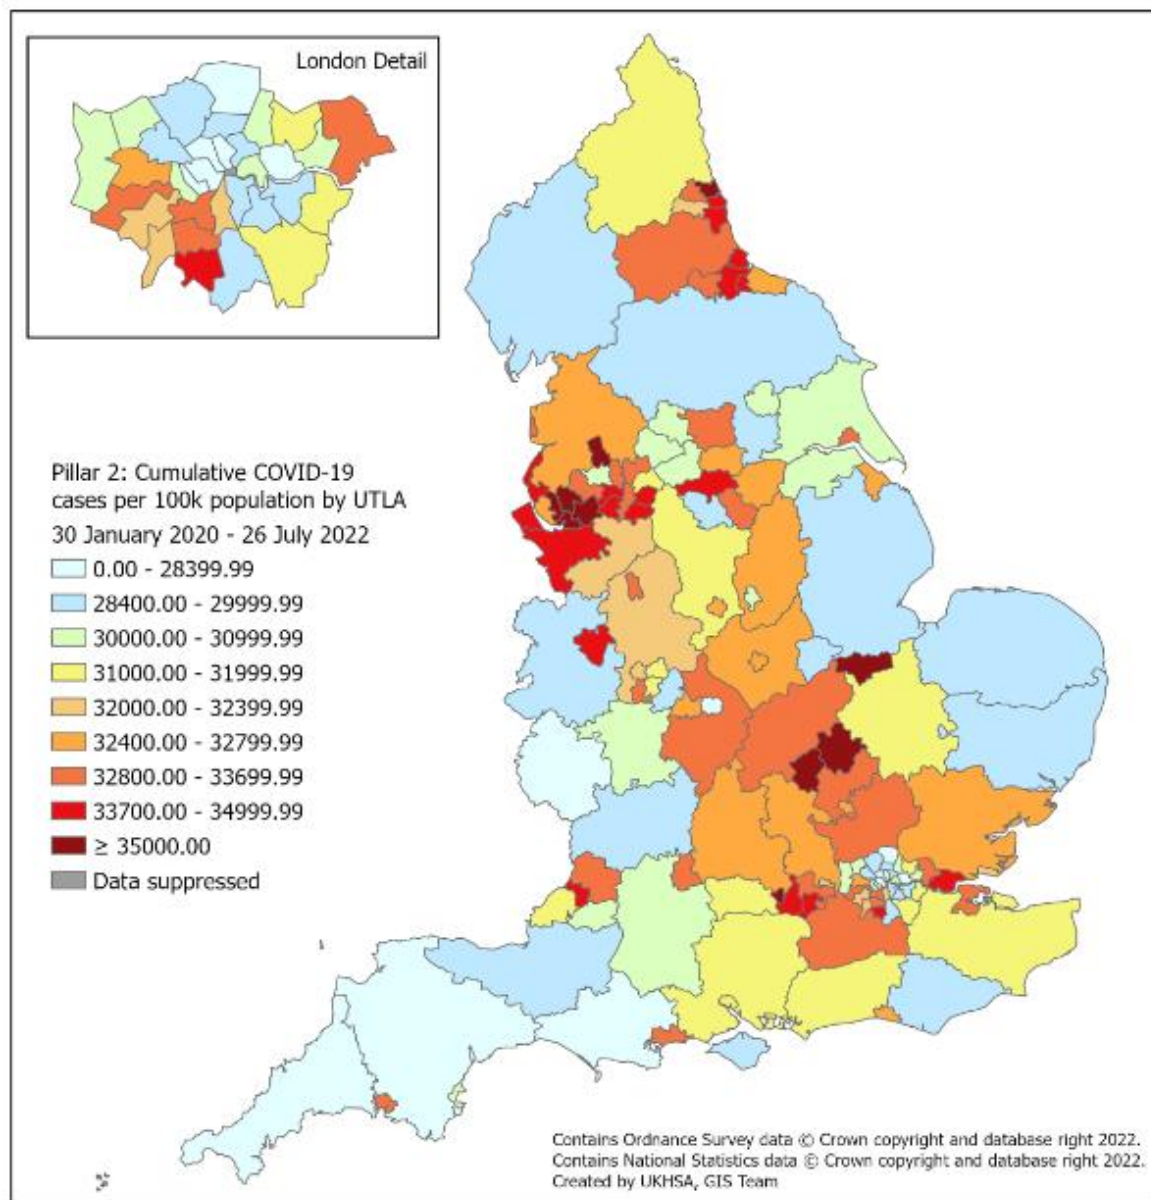 London Detail
Pillar 2: Cumulative COVID-19
cases per 100k population by UTLA
30 January 2020 - 26 July 2022
0.00 - 28399.99
28400.00 - 29999.99
30000.00 - 30999.99
31000.00 - 31999.99
32000.00 - 32399.99
32400.00 - 32799.99
32800.00 - 33699.99
33700.00 - 34999.99
≥ 35000.00
Data suppressed
Contains Ordnance Survey data © Crown copyright and database right 2022.
Contains National Statistics data © Crown copyright and database right 2022.
Created by UKHSA, GIS Team